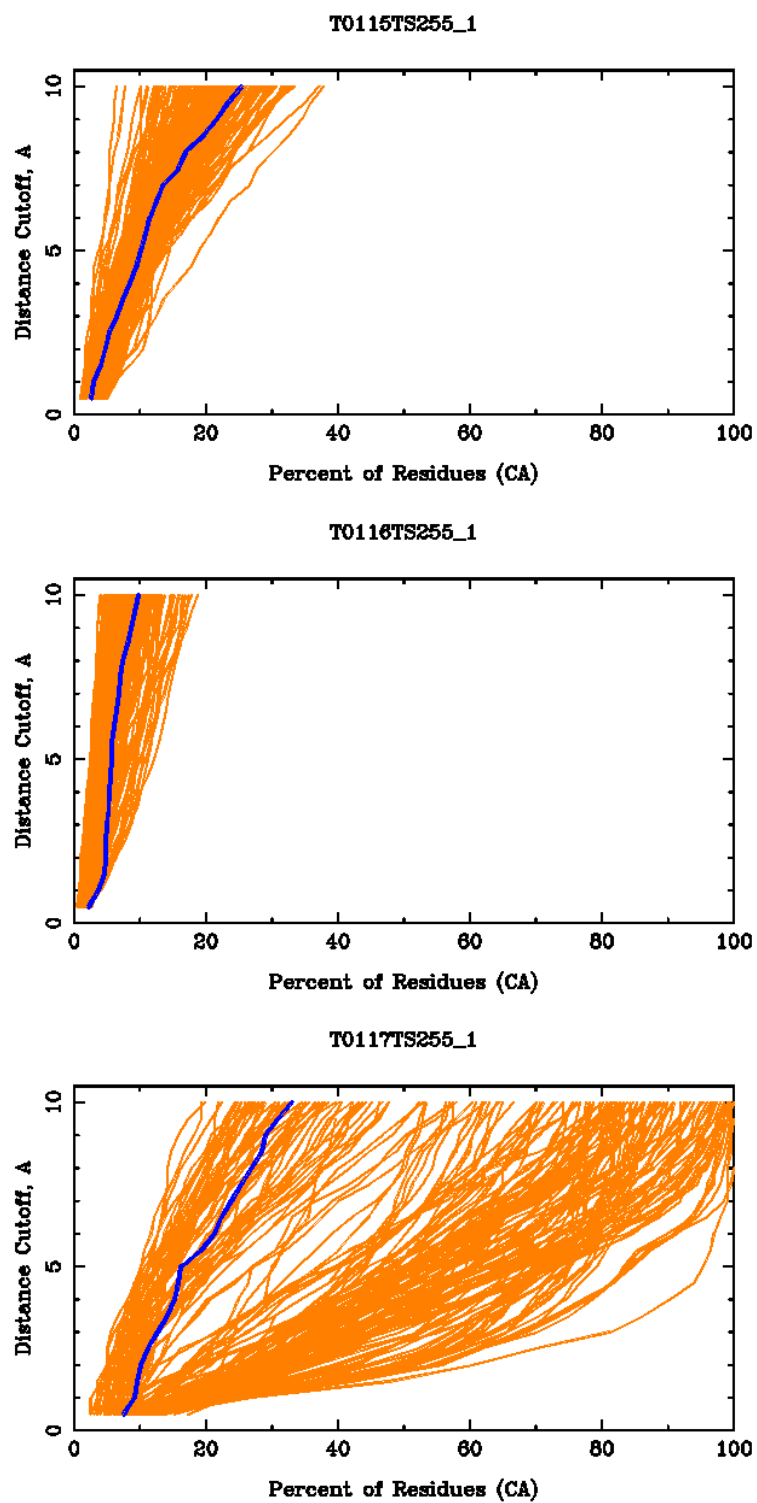 T0115TS255_1
10
5
0
Distance Cutoff, A
0 20 40 60 80 100
Percent of Residues (CA)
T0116TS255_1
10
5
0
Distance Cutoff, A
0 20 40 60 80 100
Percent of Residues (CA)
T0117TS255_1
10
5
0
Distance Cutoff, A
0 20 40 60 80 100
Percent of Residues (CA)